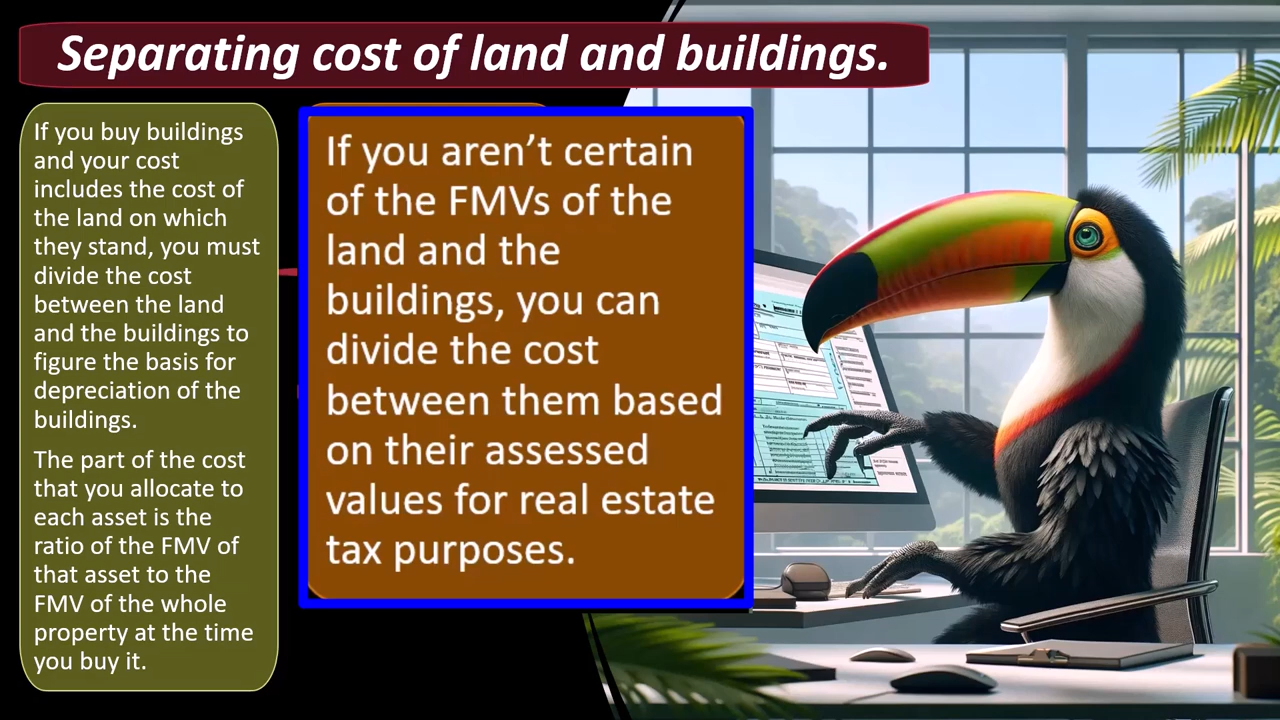 Separating cost of land and buildings.
If you buy buildings
and your cost
includes the cost of
the land on which
they stand, you must
divide the cost
between the land
and the buildings to
figure the basis for
depreciation of the
buildings.
The part of the cost
that you allocate to
each asset is the
ratio of the FMV of
that asset to the
FMV of the whole
property at the time
you buy it.
If you aren’t certain
of the FMVs of the
land and the
buildings, you can
divide the cost
between them based
on their assessed
values for real estate
tax purposes.